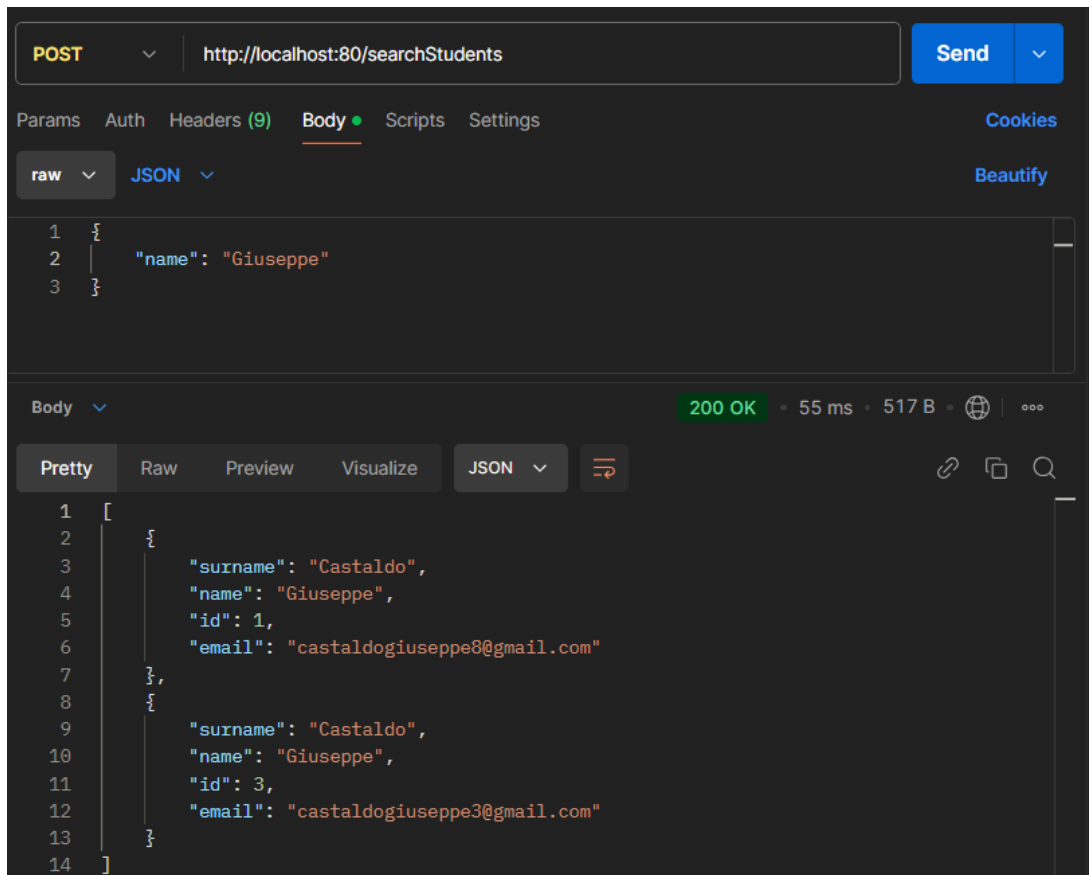 POST http://localhost:80/searchStudents Send
Params Auth Headers (9) Body Scripts Settings Cookies
raw JSON Beautify
1 {
2 "name": "Giuseppe"
3 }
Body 200 OK 55 ms 517 B
Pretty Raw Preview Visualize JSON
1 [
2 {
3 "surname": "Castaldo",
4 "name": "Giuseppe",
5 "id": 1,
6 "email": "castaldogiuseppe8@gmail.com"
7 },
8 {
9 "surname": "Castaldo",
10 "name": "Giuseppe",
11 "id": 3,
12 "email": "castaldogiuseppe3@gmail.com"
13 }
14 ]